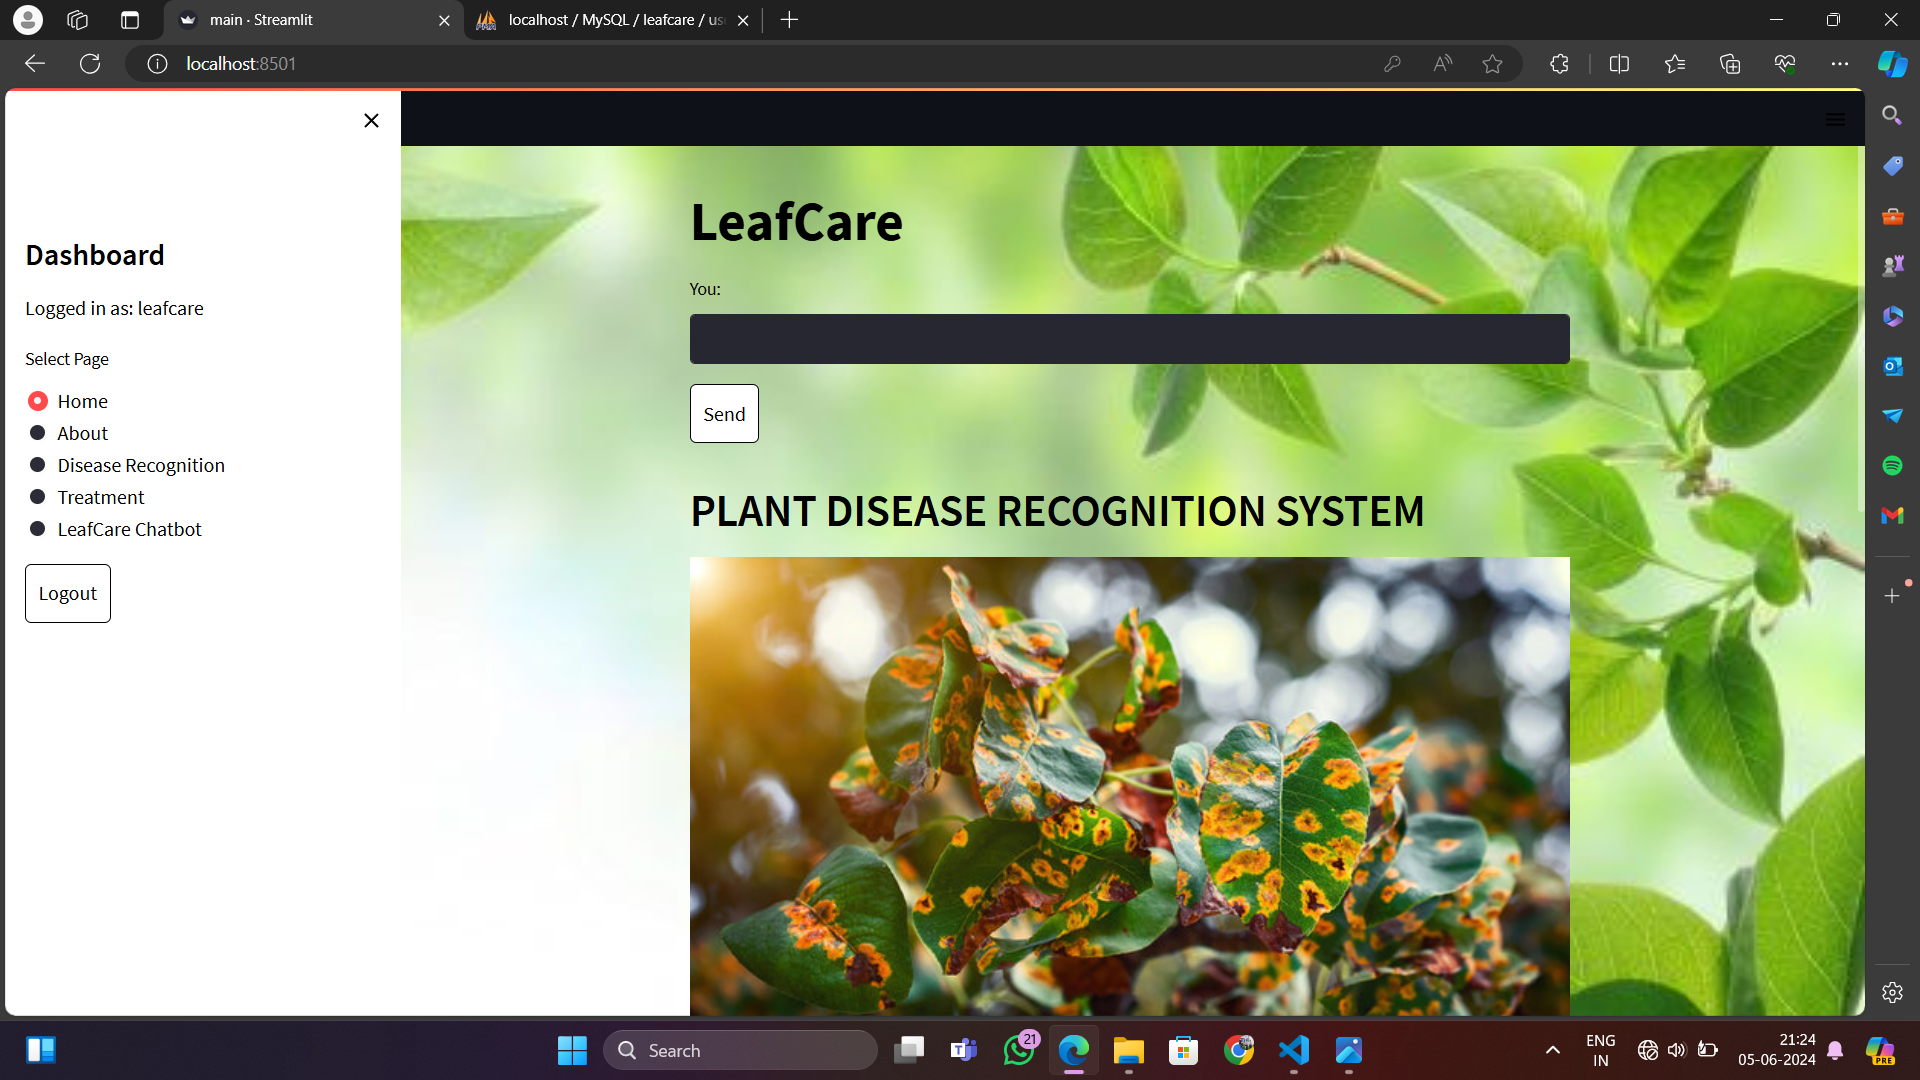 main · Streamlit
localhost / MySQL / leafcare / us
localhost:8501
LeafCare
You:
Send
PLANT DISEASE RECOGNITION SYSTEM
Dashboard
Logged in as: leafcare
Select Page
Home
About
Disease Recognition
Treatment
LeafCare Chatbot
Logout
Search
21
ENG
IN
21:24
05-06-2024
PRE